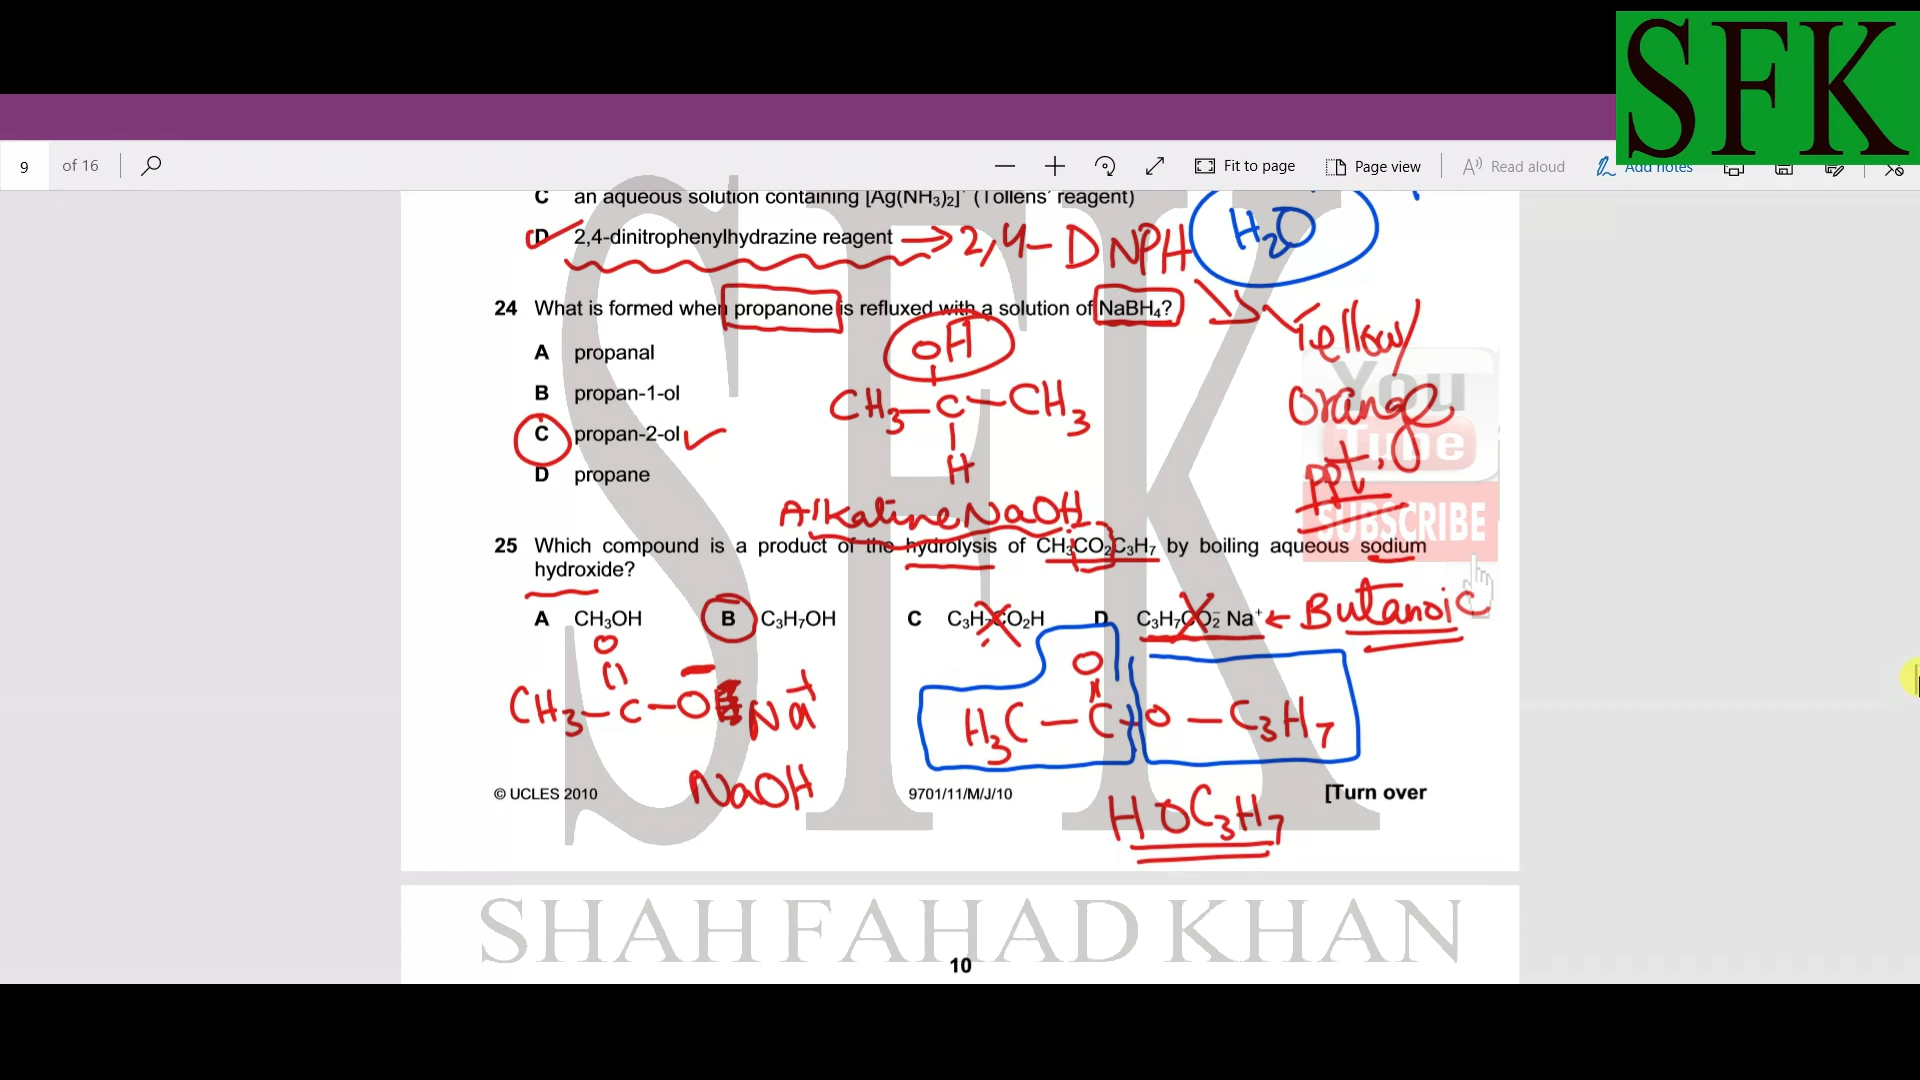 SFK
9 of 16 Fit to page Page view Read aloud Add notes
C an aqueous solution containing [Ag(NH3)2]+ (Tollens' reagent)
H2O
D 2,4-dinitrophenylhydrazine reagent → 2,4-DNPH
Yellow/
Orange
ppt.
24 What is formed when propanone is refluxed with a solution of NaBH4?
A propanal
B propan-1-ol
C propan-2-ol ✓
D propane
OH
CH3-C-CH3
H
You
Tube
SUBSCRIBE
Alkaline NaOH
25 Which compound is a product of the hydrolysis of CH3CO2C3H7 by boiling aqueous sodium
hydroxide?
A CH3OH B C3H7OH C C3H7CO2H D C3H7CO2- Na+ ← Butanoic
O
CH3-C-O- Na+
NaOH
O
H3C-C-O-C3H7
HOC3H7
© UCLES 2010 9701/11/M/J/10 [Turn over
SFK
SHAH FAHAD KHAN
10